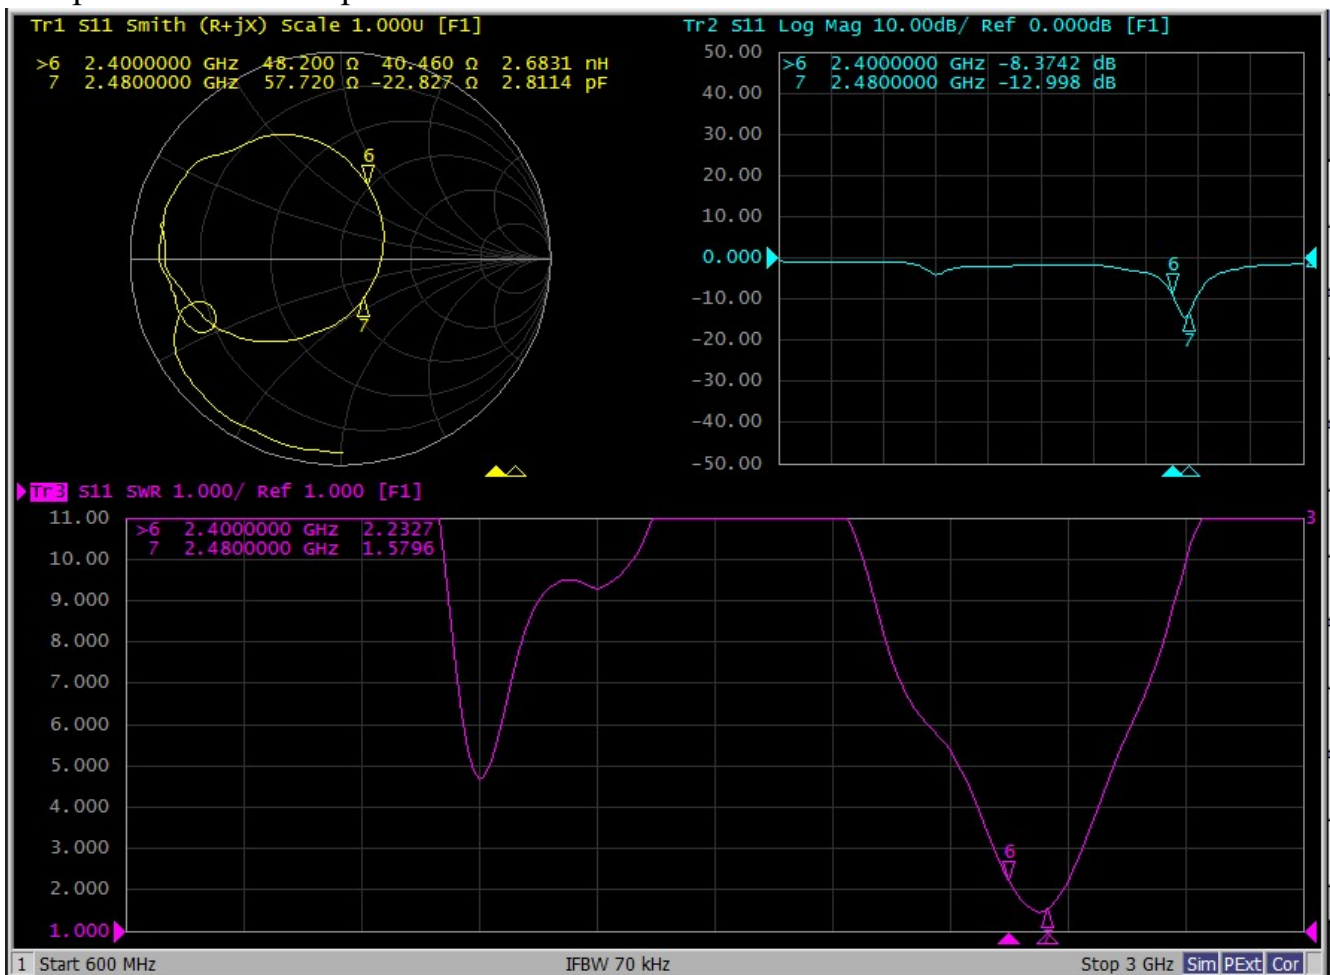 Tr1 S11 Smith (R+jX) Scale 1.000U [F1]
>6 2.4000000 GHz 48.200 Ω 40.460 Ω 2.6831 nH
7 2.4800000 GHz 57.720 Ω -22.827 Ω 2.8114 pF
6
7
Tr2 S11 Log Mag 10.00dB/ Ref 0.000dB [F1]
50.00
>6 2.4000000 GHz -8.3742 dB
7 2.4800000 GHz -12.998 dB
40.00
30.00
20.00
10.00
0.000
-10.00
-20.00
-30.00
-40.00
-50.00
6
7
Tr3 S11 SWR 1.000/ Ref 1.000 [F1]
11.00
>6 2.4000000 GHz 2.2327
7 2.4800000 GHz 1.5796
3
10.00
9.000
8.000
7.000
6.000
5.000
4.000
3.000
2.000
1.000
6
1 Start 600 MHz IFBW 70 kHz Stop 3 GHz Sim PExt Cor